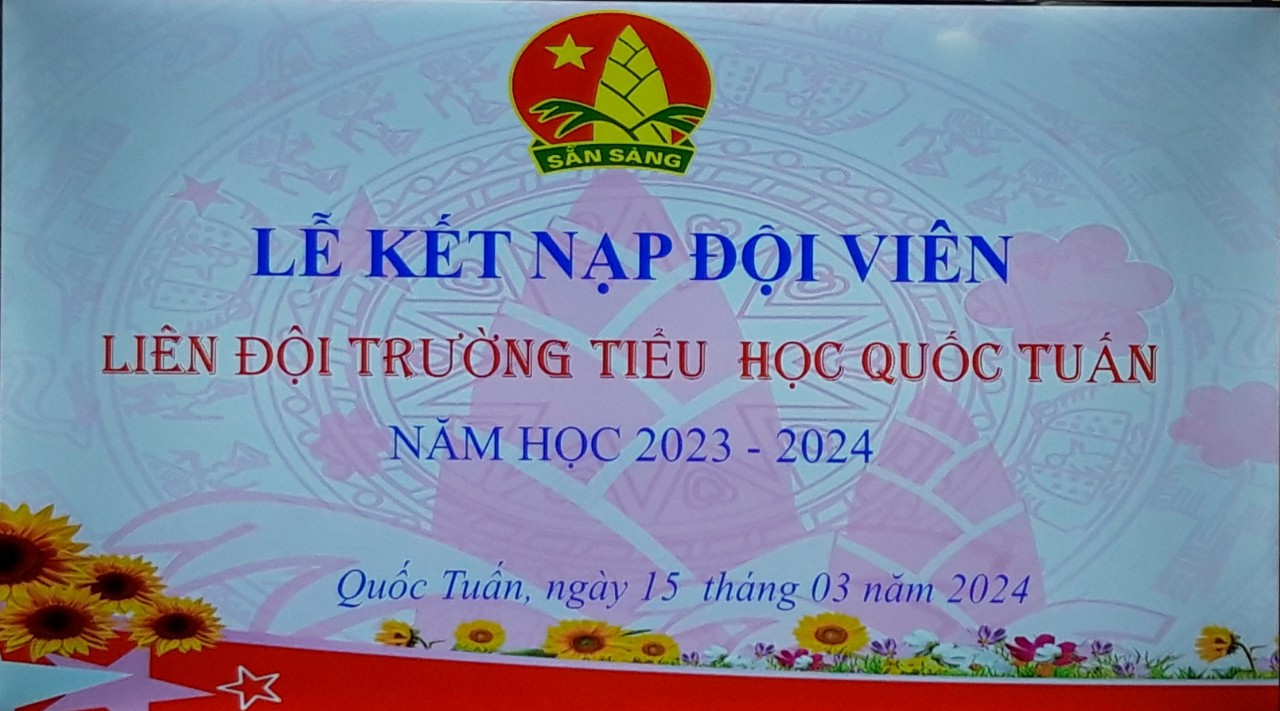 SẴN SÀNG
LỄ KẾT NẠP ĐỘI VIÊN
LIÊN ĐỘI TRƯỜNG TIỂU HỌC QUỐC TUẤN
NĂM HỌC 2023 - 2024
Quốc Tuấn, ngày 15 tháng 03 năm 2024